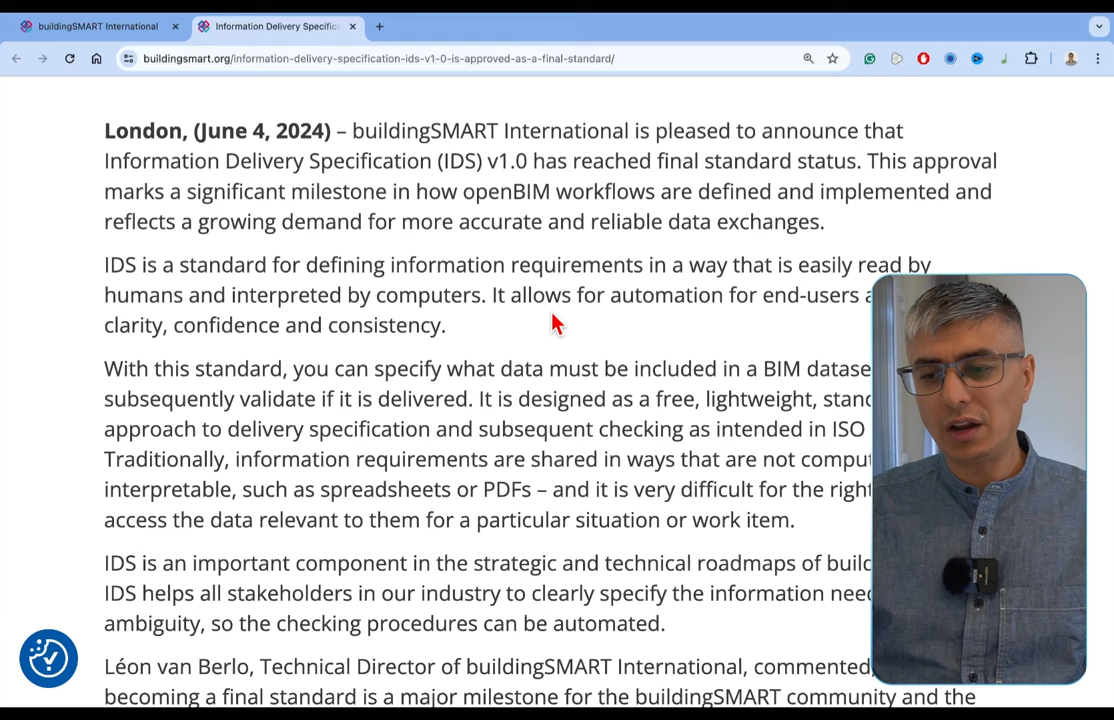 buildingSMART International
Information Delivery Specific
buildingsmart.org/information-delivery-specification-ids-v1-0-is-approved-as-a-final-standard/
London, (June 4, 2024) – buildingSMART International is pleased to announce that
Information Delivery Specification (IDS) v1.0 has reached final standard status. This approval
marks a significant milestone in how openBIM workflows are defined and implemented and
reflects a growing demand for more accurate and reliable data exchanges.
IDS is a standard for defining information requirements in a way that is easily read by
humans and interpreted by computers. It allows for automation for end-users
clarity, confidence and consistency.
With this standard, you can specify what data must be included in a BIM datase
subsequently validate if it is delivered. It is designed as a free, lightweight, stan
approach to delivery specification and subsequent checking as intended in ISO
Traditionally, information requirements are shared in ways that are not compu
interpretable, such as spreadsheets or PDFs – and it is very difficult for the right
access the data relevant to them for a particular situation or work item.
IDS is an important component in the strategic and technical roadmaps of build
IDS helps all stakeholders in our industry to clearly specify the information nee
ambiguity, so the checking procedures can be automated.
Léon van Berlo, Technical Director of buildingSMART International, commented,
becoming a final standard is a major milestone for the buildingSMART community and the